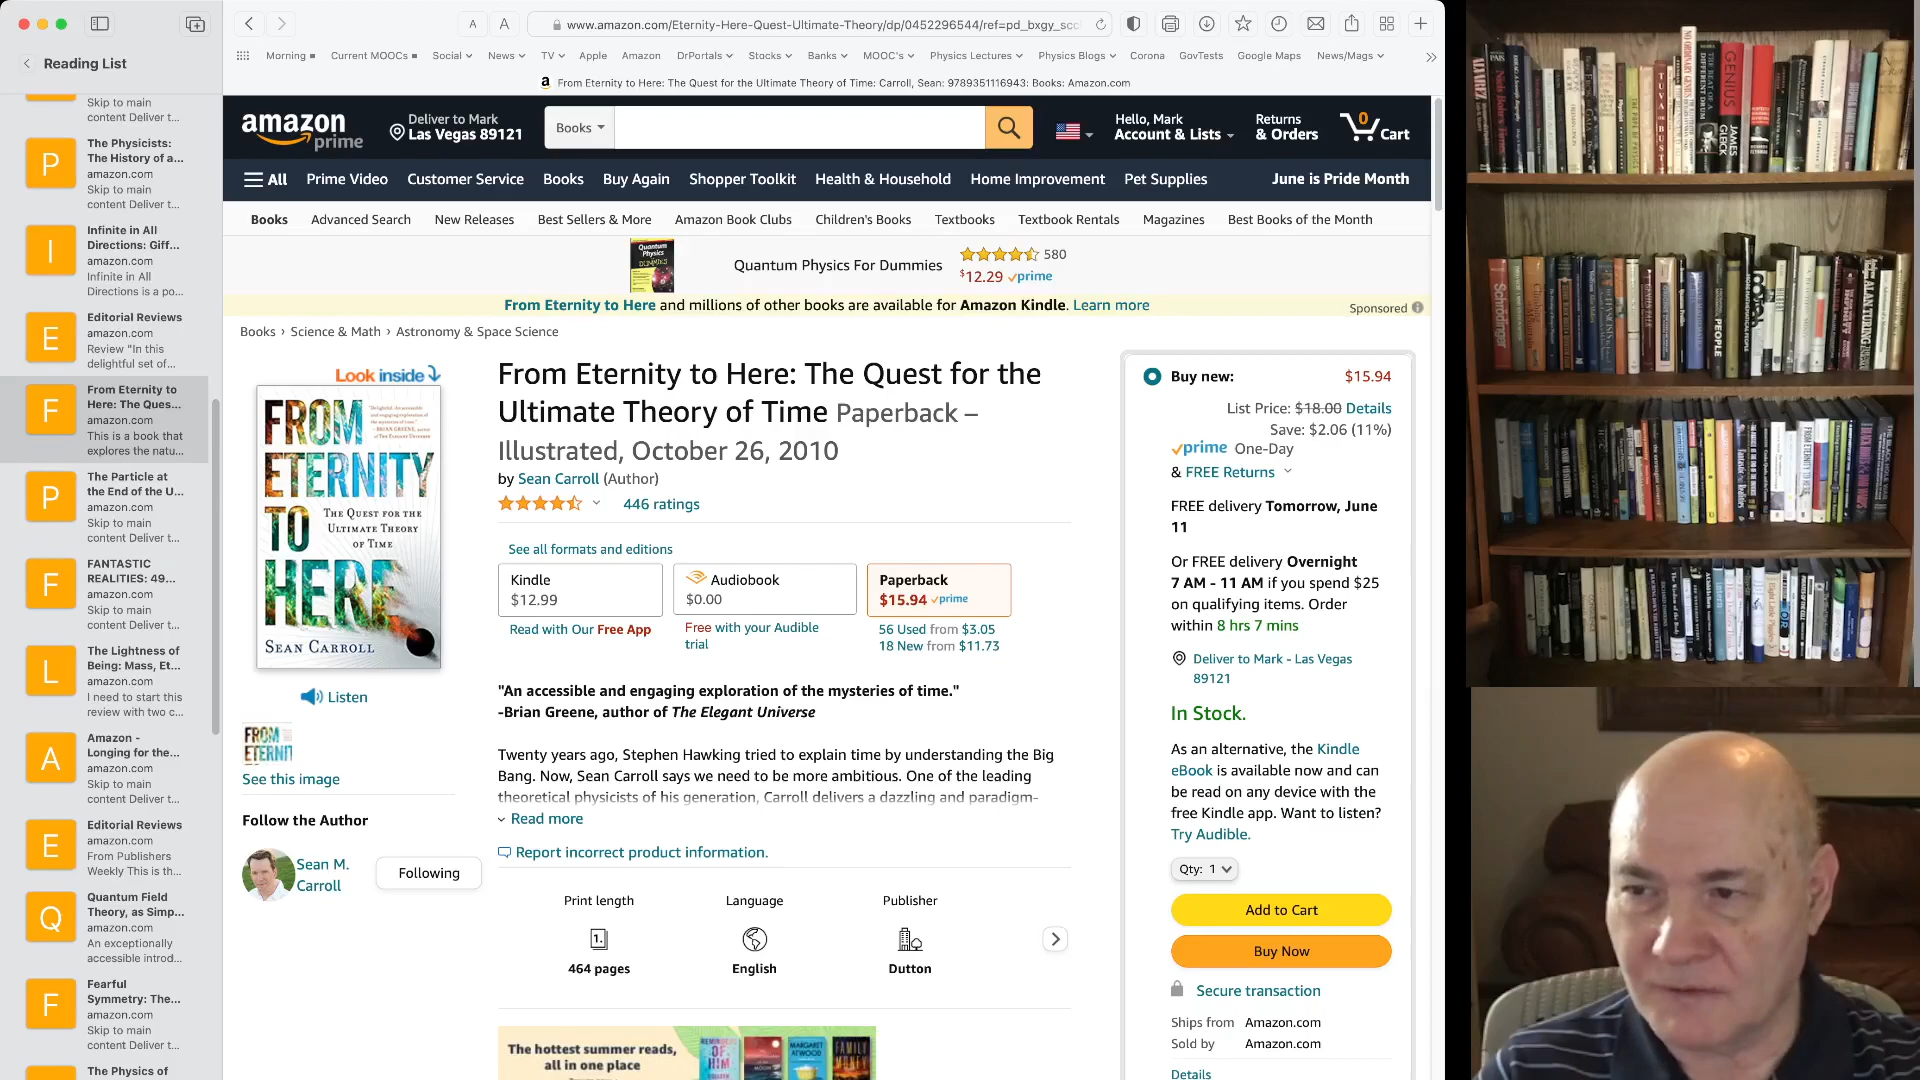 Reading List
Skip to main
content Deliver t...
P
The Physicists:
The History of a...
amazon.com
Skip to main
content Deliver t...
I
Infinite in All
Directions: Giff...
amazon.com
Infinite in All
Directions is a po...
E
Editorial Reviews
amazon.com
Review "In this
delightful set of...
F
From Eternity to
Here: The Ques...
amazon.com
This is a book that
explores the natu...
P
The Particle at
the End of the U...
amazon.com
Skip to main
content Deliver t...
F
FANTASTIC
REALITIES: 49...
amazon.com
Skip to main
content Deliver t...
L
The Lightness of
Being: Mass, Et...
amazon.com
I need to start this
review with two c...
A
Amazon -
Longing for the...
amazon.com
Skip to main
content Deliver t...
E
Editorial Reviews
amazon.com
From Publishers
Weekly This is th...
Q
Quantum Field
Theory, as Simp...
amazon.com
An exceptionally
accessible introd...
F
Fearful
Symmetry: The...
amazon.com
Skip to main
content Deliver t...
The Physics of
A A www.amazon.com/Eternity-Here-Quest-Ultimate-Theory/dp/0452296544/ref=pd_bxgy_sc
Morning Current MOOCs Social News TV Apple Amazon DrPortals Stocks Banks MOOC's Physics Lectures Physics Blogs Corona GovTests Google Maps News/Mags
a From Eternity to Here: The Quest for the Ultimate Theory of Time: Carroll, Sean: 9789351116943: Books: Amazon.com
amazon prime
Deliver to Mark
Las Vegas 89121
Books
Hello, Mark
Account & Lists
Returns
& Orders
0
Cart
All Prime Video Customer Service Books Buy Again Shopper Toolkit Health & Household Home Improvement Pet Supplies June is Pride Month
Books Advanced Search New Releases Best Sellers & More Amazon Book Clubs Children's Books Textbooks Textbook Rentals Magazines Best Books of the Month
Quantum Physics For Dummies
580
$12.29 prime
From Eternity to Here and millions of other books are available for Amazon Kindle. Learn more
Sponsored
Books › Science & Math › Astronomy & Space Science
Look inside
FROM
ETERNITY
TO
HERE
THE QUEST FOR THE
ULTIMATE THEORY
OF TIME
SEAN CARROLL
Listen
FROM
See this image
Follow the Author
Sean M.
Carroll
Following
From Eternity to Here: The Quest for the
Ultimate Theory of Time Paperback –
Illustrated, October 26, 2010
by Sean Carroll (Author)
446 ratings
See all formats and editions
Kindle
$12.99
Read with Our Free App
Audiobook
$0.00
Free with your Audible
trial
Paperback
$15.94 prime
56 Used from $3.05
18 New from $11.73
"An accessible and engaging exploration of the mysteries of time."
-Brian Greene, author of The Elegant Universe
Twenty years ago, Stephen Hawking tried to explain time by understanding the Big
Bang. Now, Sean Carroll says we need to be more ambitious. One of the leading
theoretical physicists of his generation, Carroll delivers a dazzling and paradigm-
Read more
Report incorrect product information.
Print length
1.
464 pages
Language
English
Publisher
Dutton
The hottest summer reads,
all in one place
Buy new: $15.94
List Price: $18.00 Details
Save: $2.06 (11%)
prime One-Day
& FREE Returns
FREE delivery Tomorrow, June
11
Or FREE delivery Overnight
7 AM - 11 AM if you spend $25
on qualifying items. Order
within 8 hrs 7 mins
Deliver to Mark - Las Vegas
89121
In Stock.
As an alternative, the Kindle
eBook is available now and can
be read on any device with the
free Kindle app. Want to listen?
Try Audible.
Qty: 1
Add to Cart
Buy Now
Secure transaction
Ships from Amazon.com
Sold by Amazon.com
Details
GENIUS
JAMES
Schrodinger
PEOPLE
ALAN TURING